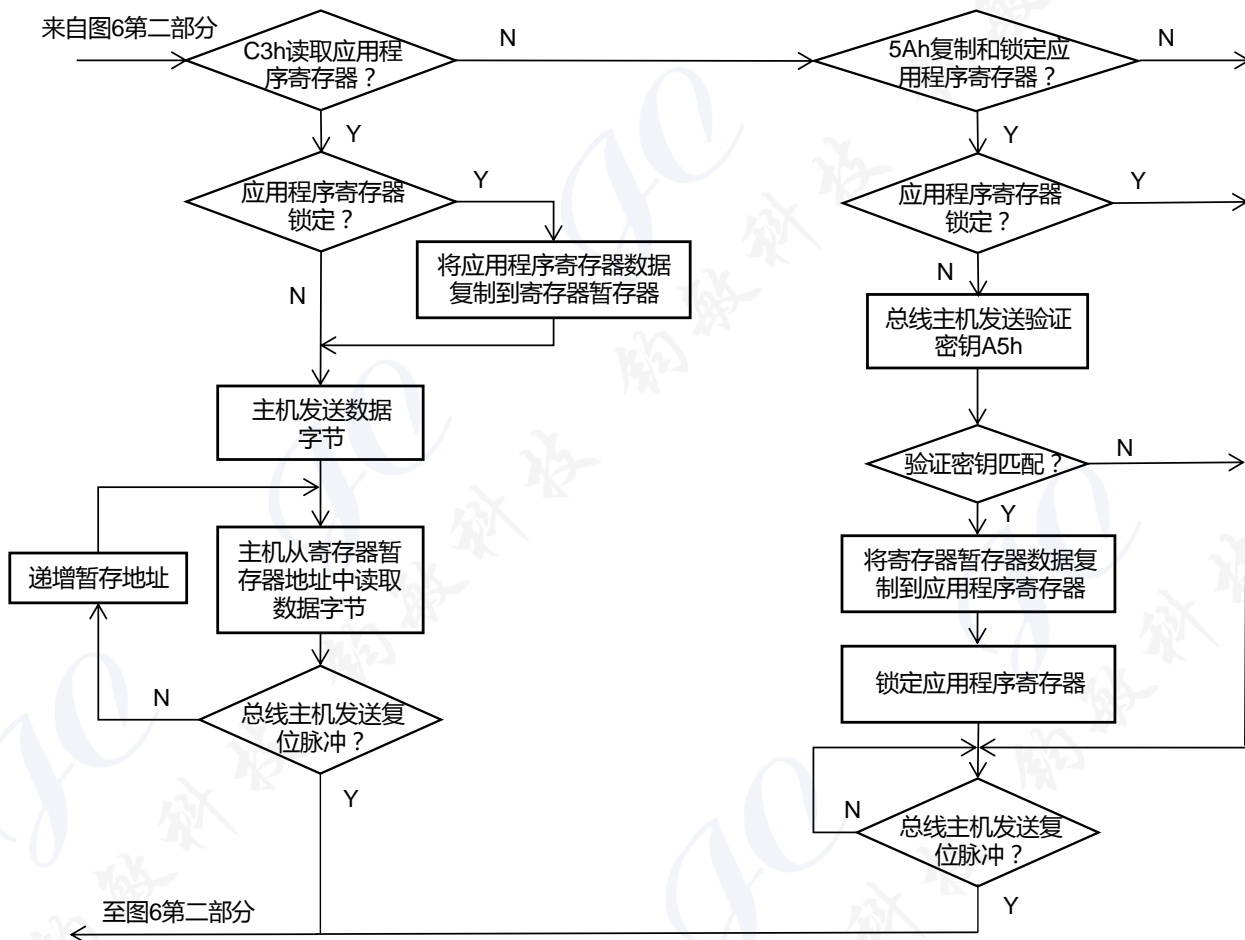 来自图6第二部分
C3h读取应用程
序寄存器？
N
5Ah复制和锁定应
用程序寄存器？
N
Y
Y
应用程序寄存器
锁定？
Y
应用程序寄存器
锁定？
Y
将应用程序寄存器数据
复制到寄存器暂存器
N
N
总线主机发送验证
密钥A5h
主机发送数据
字节
验证密钥匹配？
N
Y
递增暂存地址
主机从寄存器暂
存器地址中读取
数据字节
将寄存器暂存器数据复
制到应用程序寄存器
锁定应用程序寄存器
N
总线主机发送复
位脉冲？
Y
N
总线主机发送复
位脉冲？
Y
至图6第二部分
钧敏科技